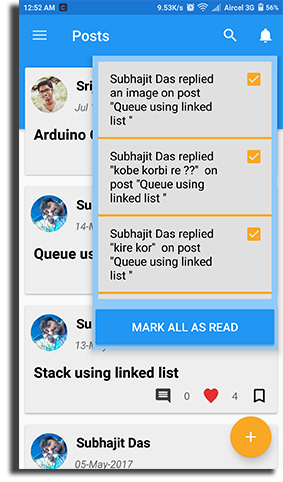 12:52 AM 9.53K/s Aircel 3G 56%
Posts
Srij
Subhajit Das replied
an image on post
"Queue using linked
list "
Jul
Arduino
Subhajit Das replied
"kobe korbi re ??" on
post "Queue using
linked list "
Sub
14-M
Queue us
Subhajit Das replied
"kire kor" on post
"Queue using linked
list "
Su
13-M
MARK ALL AS READ
Stack using linked list
0 4
Subhajit Das
05-May-2017